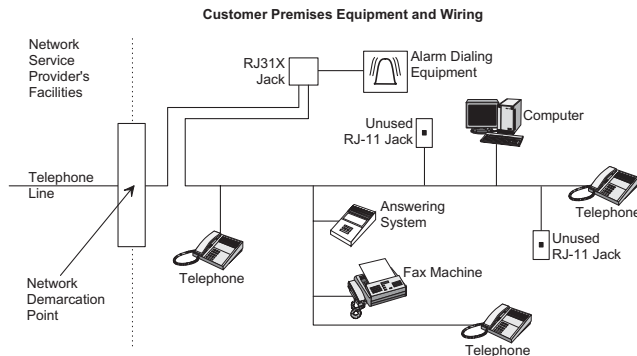 Customer Premises Equipment and Wiring
Network
Service
Provider's
Facilities
RJ31X
Jack
Alarm Dialing
Equipment
Unused
RJ-11 Jack
Computer
Telephone
Line
Answering
System
Telephone
Unused
RJ-11 Jack
Telephone
Fax Machine
Network
Demarcation
Point
Telephone